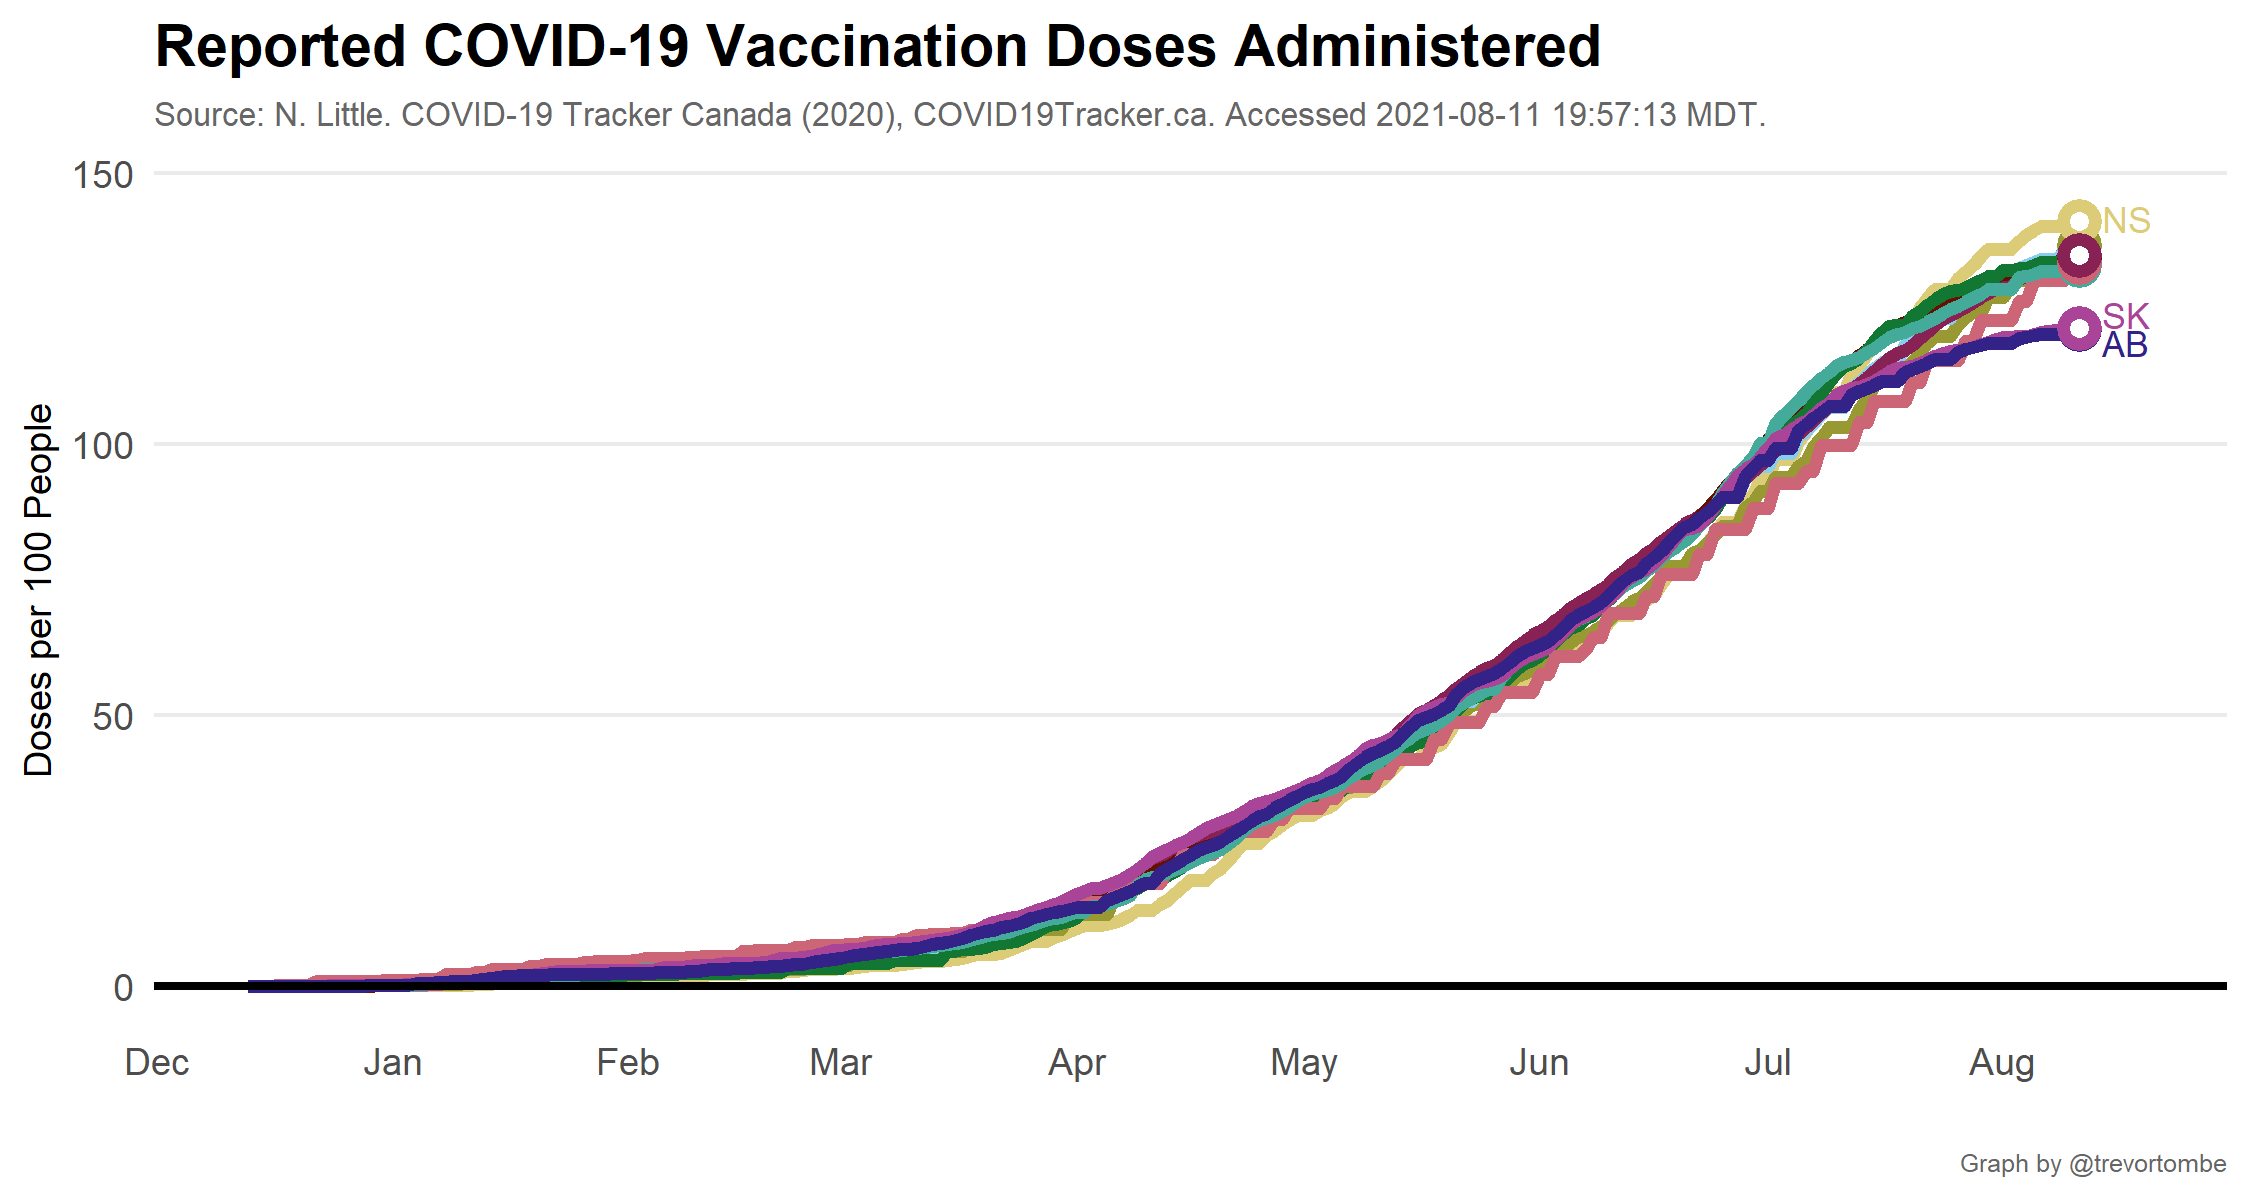 Reported COVID-19 Vaccination Doses Administered
Source: N. Little. COVID-19 Tracker Canada (2020), COVID19Tracker.ca. Accessed 2021-08-11 19:57:13 MDT.
Doses per 100 People
150
100
50
0
NS
SK
AB
Dec Jan Feb Mar Apr May Jun Jul Aug
Graph by @trevortombe